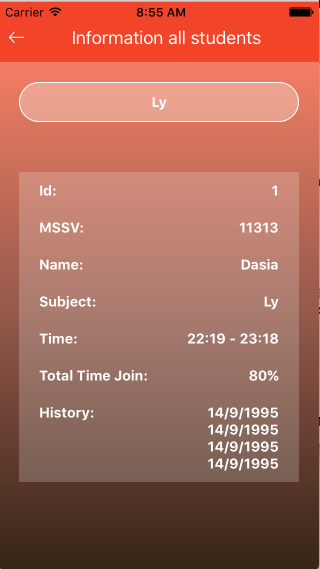 Carrier 8:55 AM
Information all students
Ly
Id: 1
MSSV: 11313
Name: Dasia
Subject: Ly
Time: 22:19 - 23:18
Total Time Join: 80%
History: 14/9/1995
14/9/1995
14/9/1995
14/9/1995